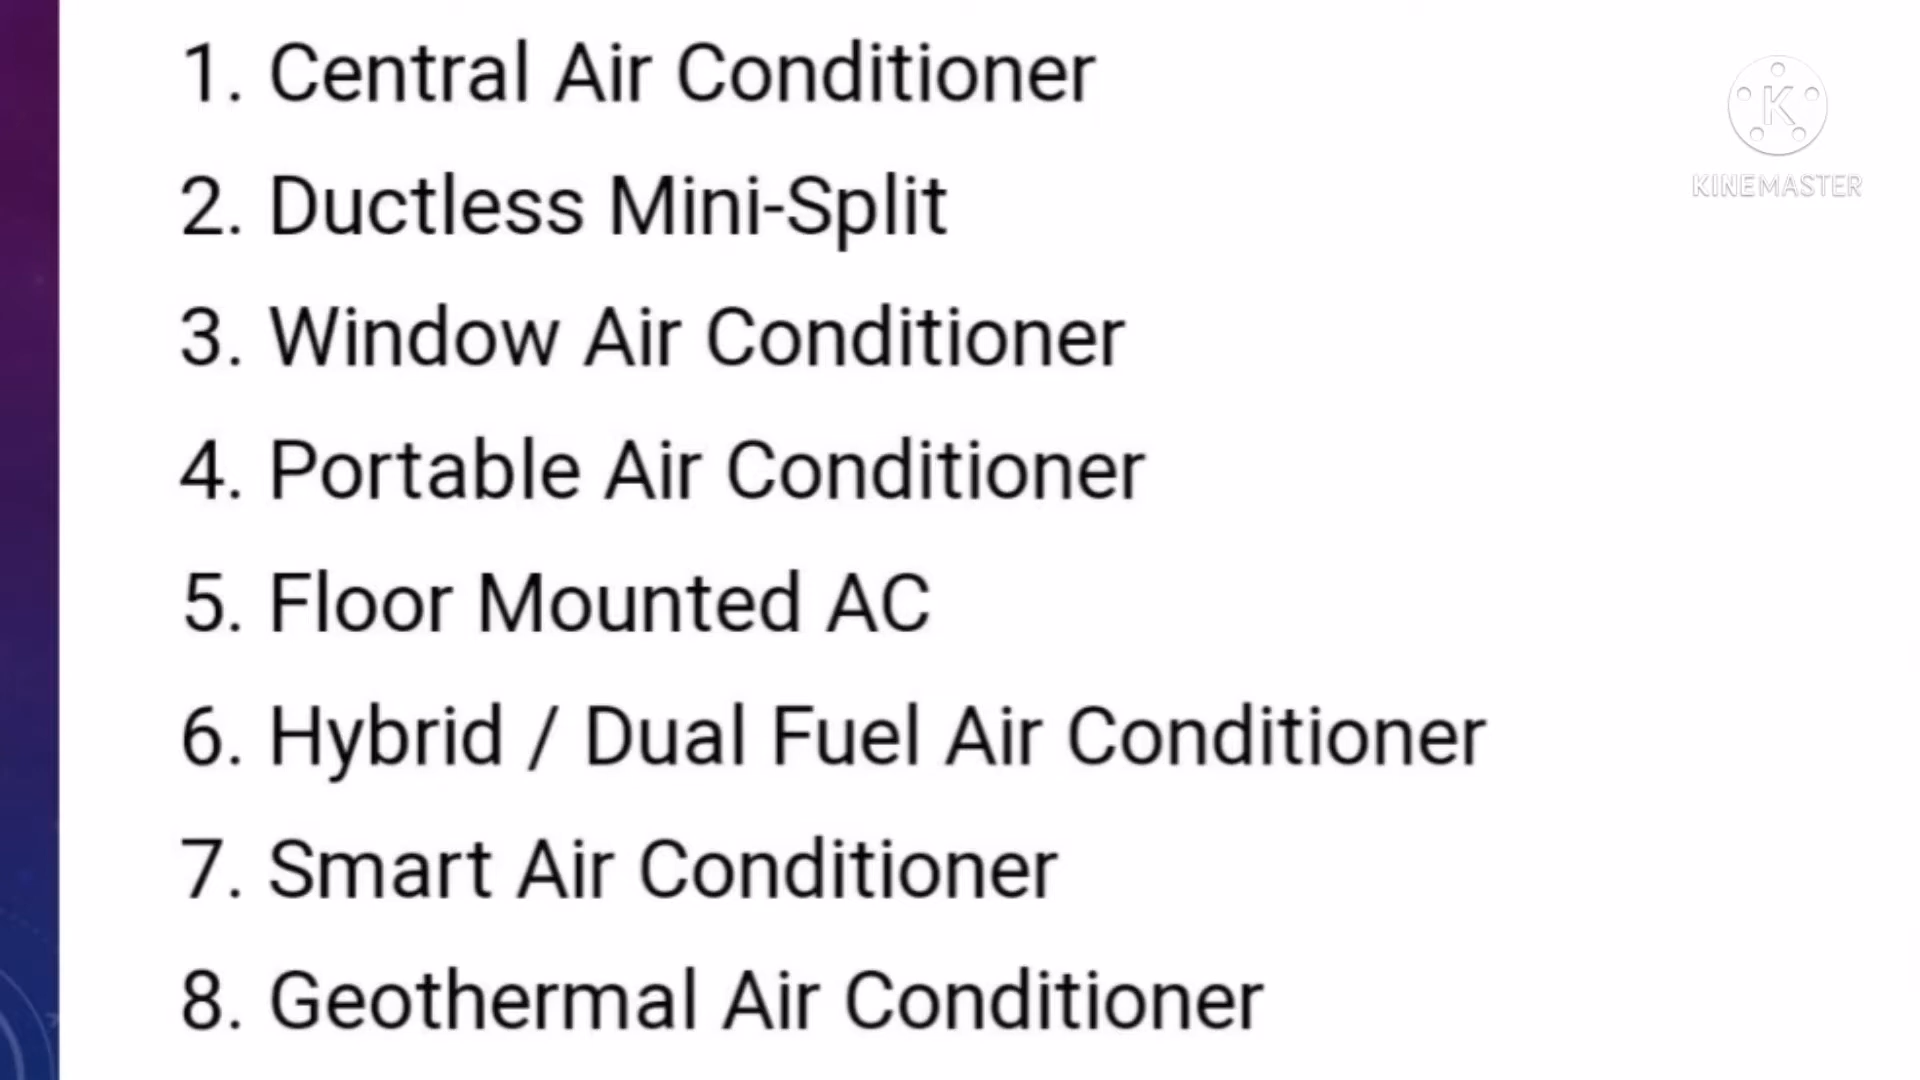 1. Central Air Conditioner
2. Ductless Mini-Split
3. Window Air Conditioner
4. Portable Air Conditioner
5. Floor Mounted AC
6. Hybrid / Dual Fuel Air Conditioner
7. Smart Air Conditioner
8. Geothermal Air Conditioner
K
KINEMASTER